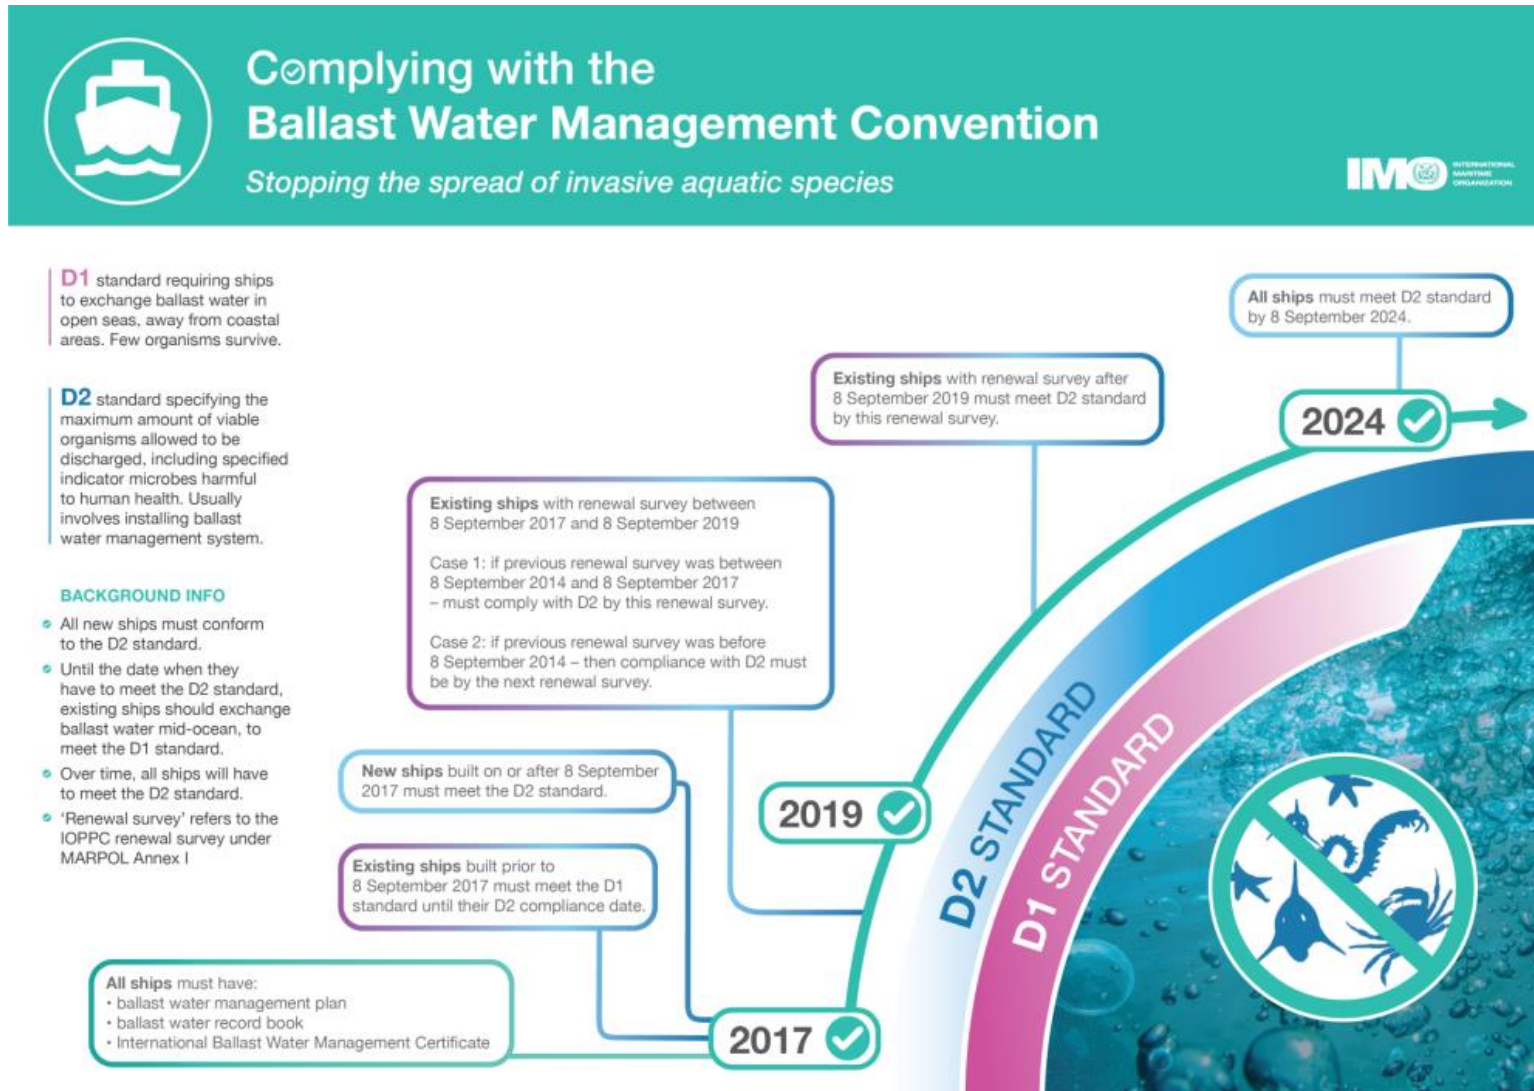 Complying with the
Ballast Water Management Convention
Stopping the spread of invasive aquatic species
IMO
INTERNATIONAL
MARITIME
ORGANIZATION
D1 standard requiring ships
to exchange ballast water in
open seas, away from coastal
areas. Few organisms survive.
D2 standard specifying the
maximum amount of viable
organisms allowed to be
discharged, including specified
indicator microbes harmful
to human health. Usually
involves installing ballast
water management system.
BACKGROUND INFO
All new ships must conform
to the D2 standard.
Until the date when they
have to meet the D2 standard,
existing ships should exchange
ballast water mid-ocean, to
meet the D1 standard.
Over time, all ships will have
to meet the D2 standard.
'Renewal survey' refers to the
IOPPC renewal survey under
MARPOL Annex I
All ships must meet D2 standard
by 8 September 2024.
2024
Existing ships with renewal survey after
8 September 2019 must meet D2 standard
by this renewal survey.
Existing ships with renewal survey between
8 September 2017 and 8 September 2019
Case 1: if previous renewal survey was between
8 September 2014 and 8 September 2017
– must comply with D2 by this renewal survey.
Case 2: if previous renewal survey was before
8 September 2014 – then compliance with D2 must
be by the next renewal survey.
2019
New ships built on or after 8 September
2017 must meet the D2 standard.
Existing ships built prior to
8 September 2017 must meet the D1
standard until their D2 compliance date.
All ships must have:
• ballast water management plan
• ballast water record book
• International Ballast Water Management Certificate
2017
D2 STANDARD
D1 STANDARD